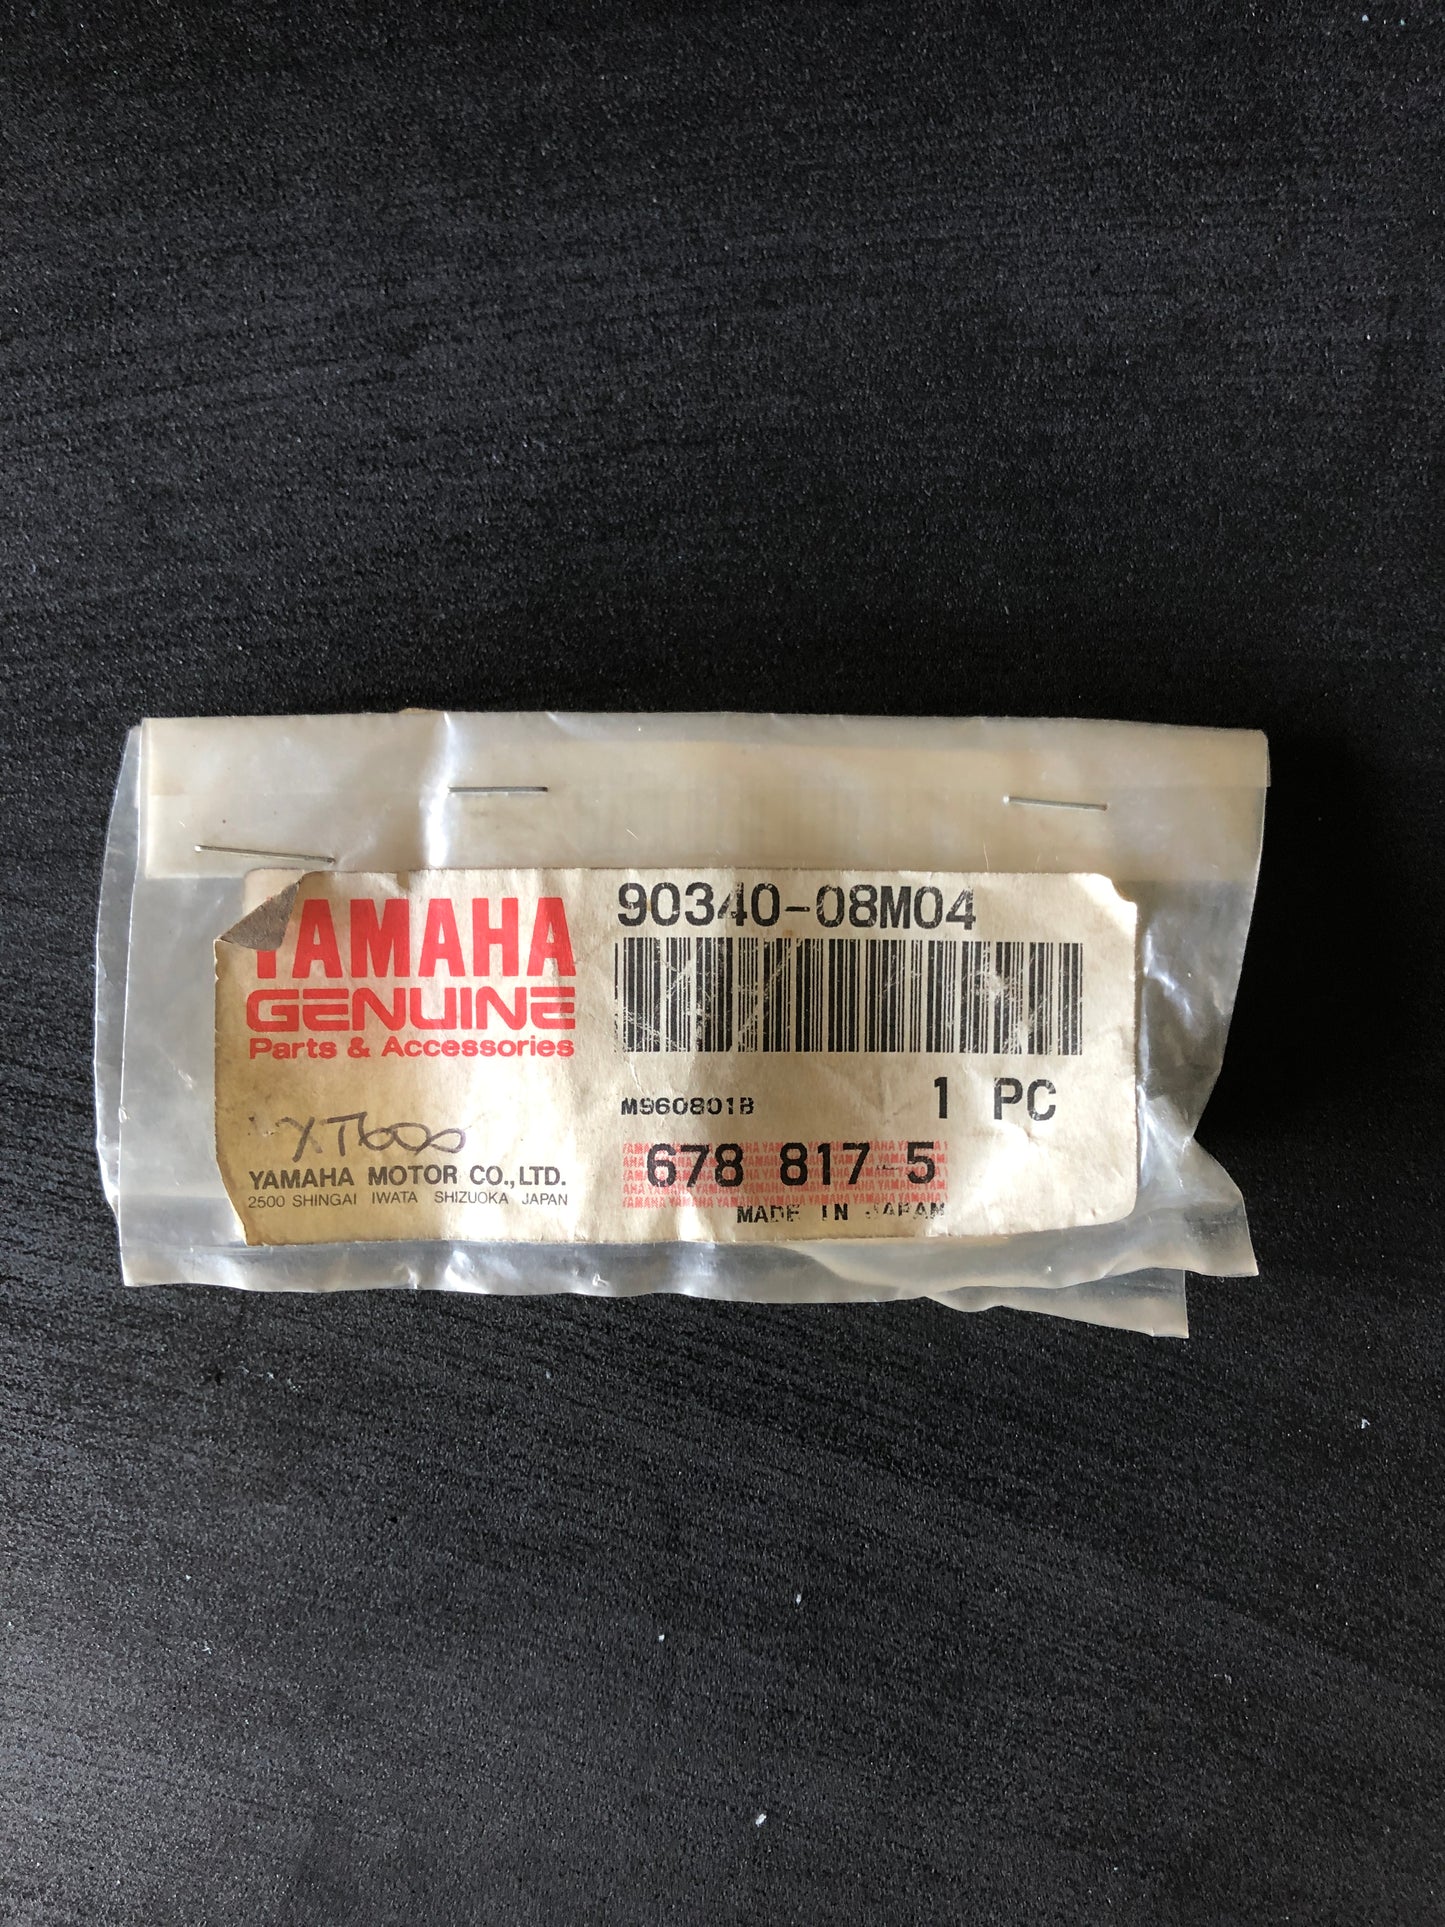 YAMAHA
GENUINE
Parts & Accessories
XT600
YAMAHA MOTOR CO.,LTD.
2500 SHINGAI IWATA SHIZUOKA JAPAN
90340-08M04
M960801B
1 PC
678 817-5
MADE IN JAPAN